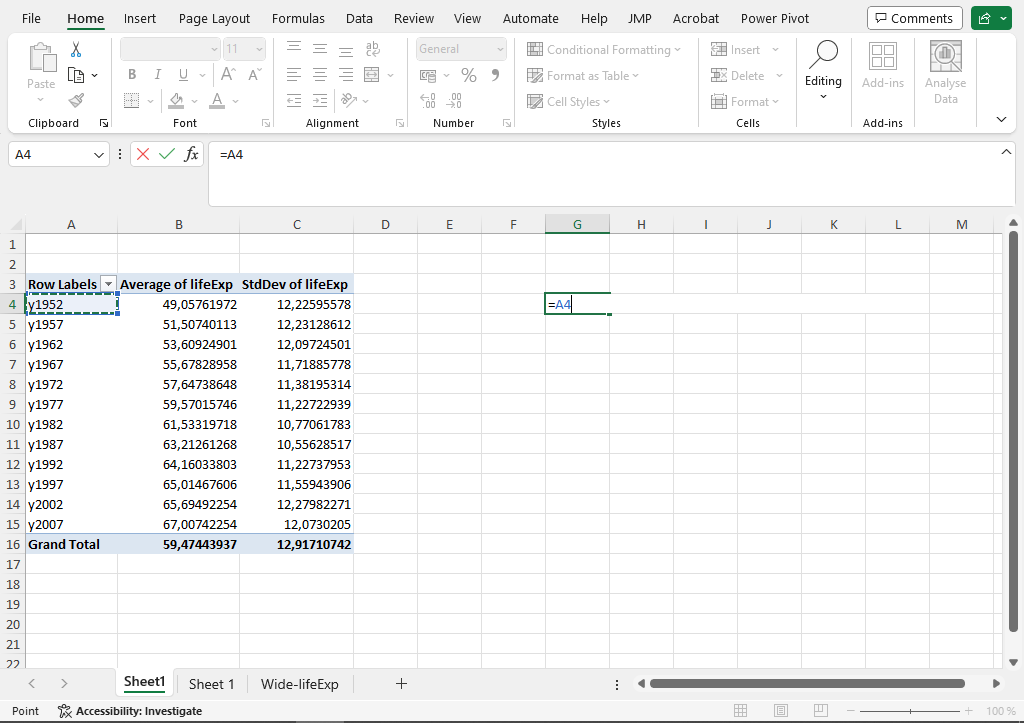 File Home Insert Page Layout Formulas Data Review View Automate Help JMP Acrobat Power Pivot Comments
General Conditional Formatting Insert
11
Paste B I U A A % Format as Table Delete Editing Add-ins Analyse Data
A Cell Styles Format
Clipboard Font Alignment Number Styles Cells Add-ins
A4 fx =A4
A B C D E F G H I J K L M
1
2
3 Row Labels Average of lifeExp StdDev of lifeExp
4 y1952 49,05761972 12,22595578 =A4
5 y1957 51,50740113 12,23128612
6 y1962 53,60924901 12,09724501
7 y1967 55,67828958 11,71885778
8 y1972 57,64738648 11,38195314
9 y1977 59,57015746 11,22722939
10 y1982 61,53319718 10,77061783
11 y1987 63,21261268 10,55628517
12 y1992 64,16033803 11,22737953
13 y1997 65,01467606 11,55943906
14 y2002 65,69492254 12,27982271
15 y2007 67,00742254 12,0730205
16 Grand Total 59,47443937 12,91710742
17
18
19
20
21
22
Sheet1 Sheet 1 Wide-lifeExp
Point Accessibility: Investigate 100 %